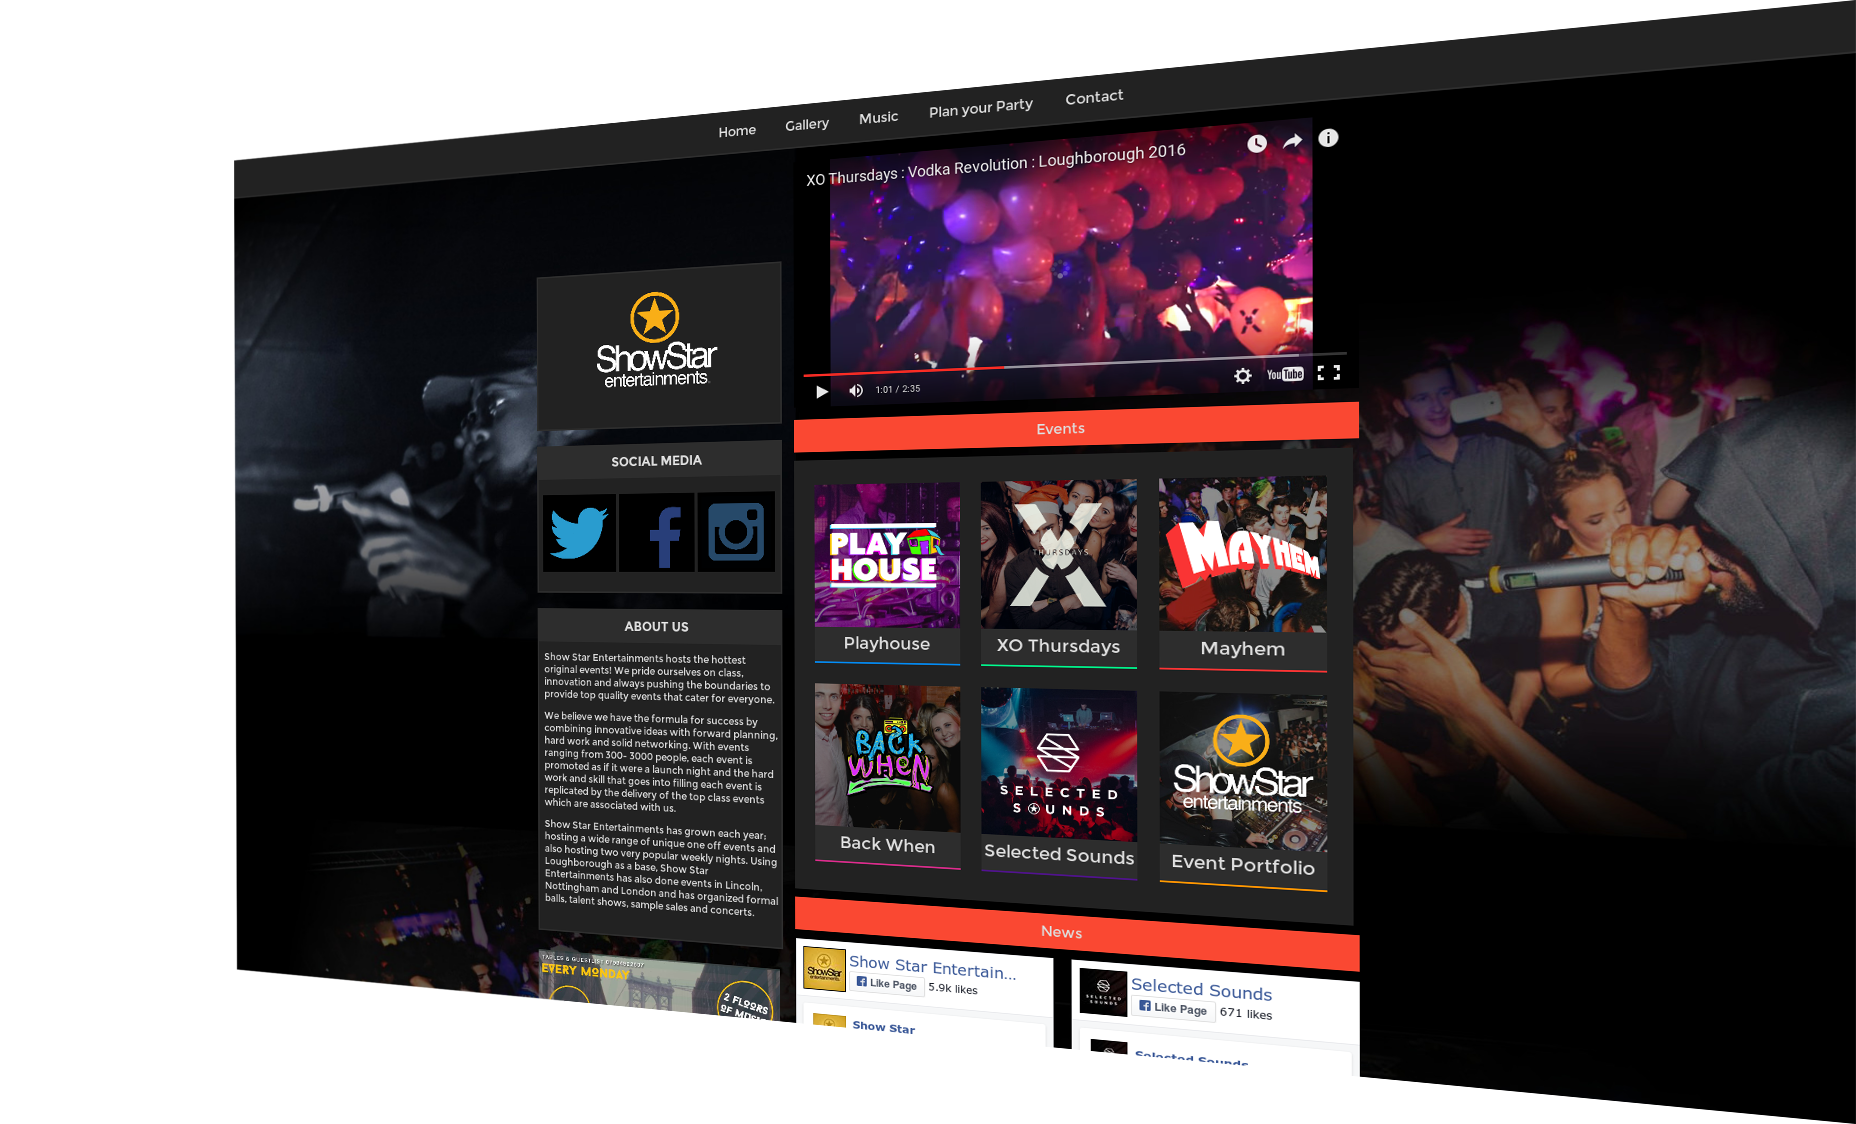 Home
Gallery
Music
Plan your Party
Contact
XO Thursdays : Vodka Revolution : Loughborough 2016
1:01 / 2:35
YouTube
ShowStar
entertainments
SOCIAL MEDIA
ABOUT US
Show Star Entertainments hosts the hottest
original events! We pride ourselves on class,
innovation and always pushing the boundaries to
provide top quality events that cater for everyone.
We believe we have the formula for success by
combining innovative ideas with forward planning,
hard work and solid networking. With events
ranging from 300- 3000 people, each event is
promoted as if it were a launch night and the hard
work and skill that goes into filling each event is
replicated by the delivery of the top class events
which are associated with us.
Show Star Entertainments has grown each year;
hosting a wide range of unique one off events and
also hosting two very popular weekly nights. Using
Loughborough as a base, Show Star
Entertainments has also done events in Lincoln,
Nottingham and London and has organized formal
balls, talent shows, sample sales and concerts.
EVERY MONDAY
2 FLOORS
OF MUSIC
Events
PLAY
HOUSE
Playhouse
X
THURSDAYS
XO Thursdays
MAYHEM
Mayhem
BACK
WHEN
Back When
SELECTED
SOUNDS
Selected Sounds
ShowStar
entertainments
Event Portfolio
News
ShowStar
Show Star Entertain...
Like Page
5.9k likes
Show Star
SELECTED
SOUNDS
Selected Sounds
Like Page
671 likes
Selected Sounds